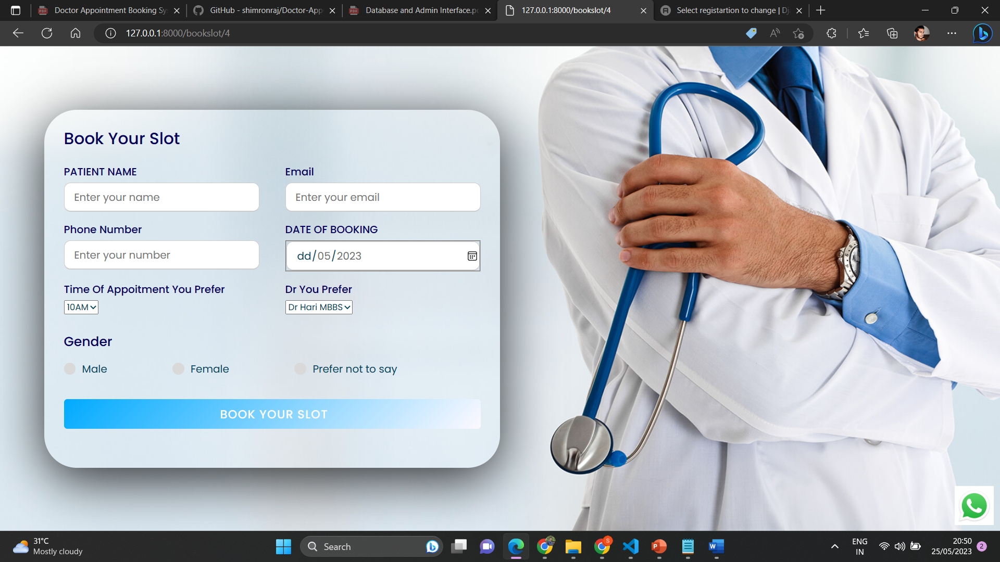 Doctor Appointment Booking Sy
GitHub - shimronraj/Doctor-App
Database and Admin Interface.pd
127.0.0.1:8000/bookslot/4
Select registartion to change | Dj
127.0.0.1:8000/bookslot/4
Book Your Slot
PATIENT NAME
Email
Enter your name
Enter your email
Phone Number
DATE OF BOOKING
Enter your number
dd/05/2023
Time Of Appoitment You Prefer
Dr You Prefer
10AM
Dr Hari MBBS
Gender
Male
Female
Prefer not to say
BOOK YOUR SLOT
31°C
Mostly cloudy
Search
ENG
IN
20:50
25/05/2023
2